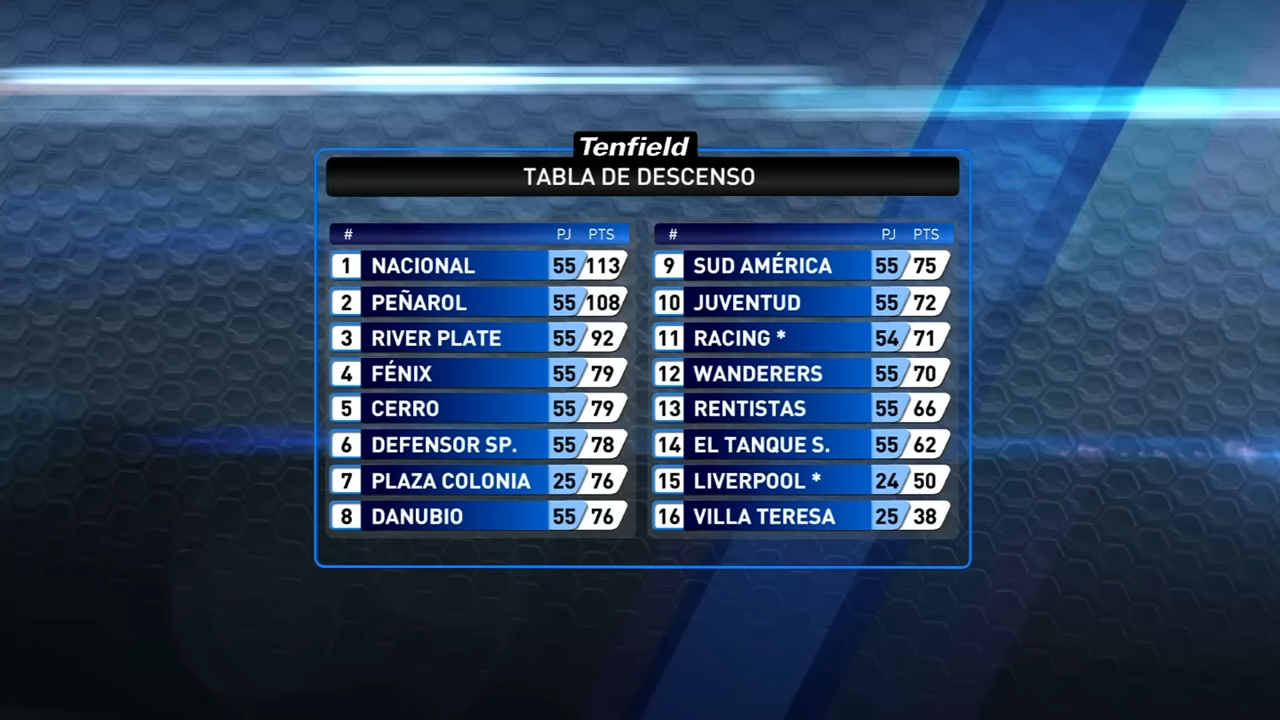 Tenfield
TABLA DE DESCENSO
# PJ PTS
1 NACIONAL 55 113
2 PEÑAROL 55 108
3 RIVER PLATE 55 92
4 FÉNIX 55 79
5 CERRO 55 79
6 DEFENSOR SP. 55 78
7 PLAZA COLONIA 25 76
8 DANUBIO 55 76
# PJ PTS
9 SUD AMÉRICA 55 75
10 JUVENTUD 55 72
11 RACING * 54 71
12 WANDERERS 55 70
13 RENTISTAS 55 66
14 EL TANQUE S. 55 62
15 LIVERPOOL * 24 50
16 VILLA TERESA 25 38